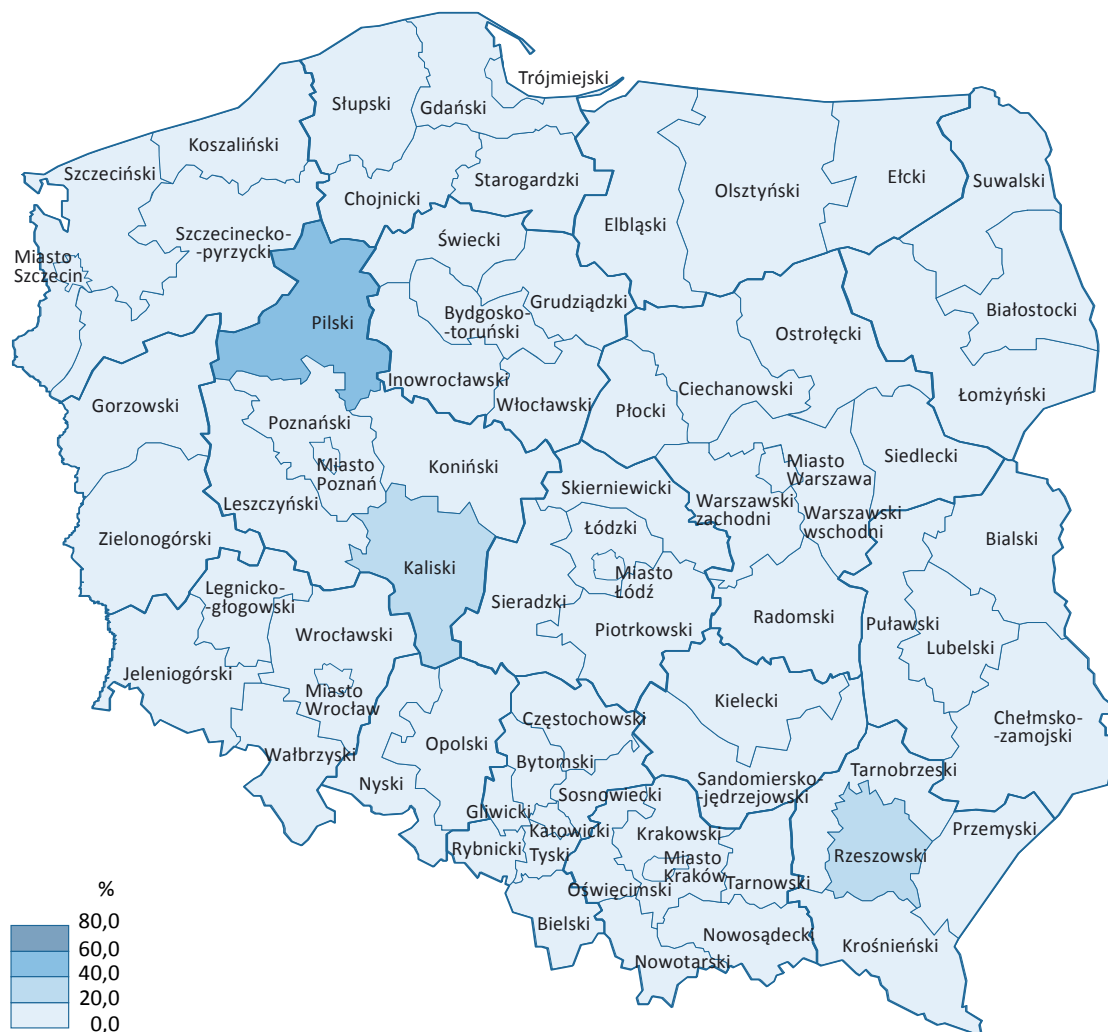 Trójmiejski
Słupski
Gdański
Koszaliński
Szczeciński
Starogardzki
Chojnicki
Olsztyński
Ełcki
Suwalski
Elbląski
Szczecinecko-
-pyrzycki
Świecki
Miasto
Szczecin
Grudziądzki
Bydgosko-
-toruński
Pilski
Ostrołęcki
Białostocki
Inowrocławski
Włocławski
Płocki
Ciechanowski
Łomżyński
Gorzowski
Poznański
Miasto
Poznań
Koniński
Skierniewicki
Miasto
Warszawa
Siedlecki
Leszczyński
Warszawski
zachodni
Warszawski
wschodni
Zielonogórski
Łódzki
Bialski
Kaliski
Miasto
Łódź
Legnicko-
-głogowski
Sieradzki
Piotrkowski
Radomski
Puławski
Lubelski
Wrocławski
Jeleniogórski
Miasto
Wrocław
Kielecki
Częstochowski
Chełmsko-
-zamojski
Opolski
Wałbrzyski
Bytomski
Nyski
Tarnobrzeski
Sandomiersko-
-jędrzejowski
Sosnowiecki
Gliwicki
Katowicki
Krakowski
Przemyski
Rybnicki
Tyski
Miasto
Kraków
Rzeszowski
Oświęcimski
Tarnowski
Bielski
Nowosądecki
Krośnieński
Nowotarski
%
80,0
60,0
40,0
20,0
0,0